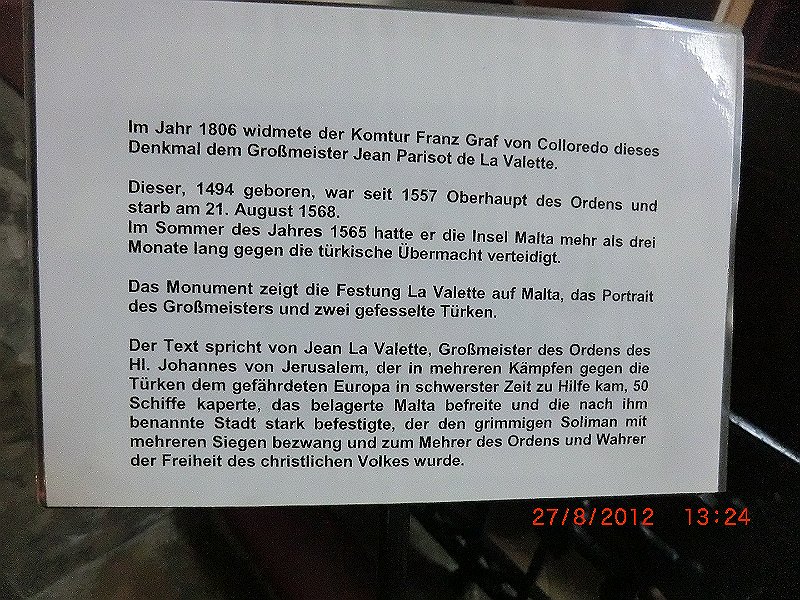 Im Jahr 1806 widmete der Komtur Franz Graf von Colloredo dieses
Denkmal dem Großmeister Jean Parisot de La Valette.
Dieser, 1494 geboren, war seit 1557 Oberhaupt des Ordens und
starb am 21. August 1568.
Im Sommer des Jahres 1565 hatte er die Insel Malta mehr als drei
Monate lang gegen die türkische Übermacht verteidigt.
Das Monument zeigt die Festung La Valette auf Malta, das Portrait
des Großmeisters und zwei gefesselte Türken.
Der Text spricht von Jean La Valette, Großmeister des Ordens des
Hl. Johannes von Jerusalem, der in mehreren Kämpfen gegen die
Türken dem gefährdeten Europa in schwerster Zeit zu Hilfe kam, 50
Schiffe kaperte, das belagerte Malta befreite und die nach ihm
benannte Stadt stark befestigte, der den grimmigen Soliman mit
mehreren Siegen bezwang und zum Mehrer des Ordens und Wahrer
der Freiheit des christlichen Volkes wurde.
27/8/2012 13:24